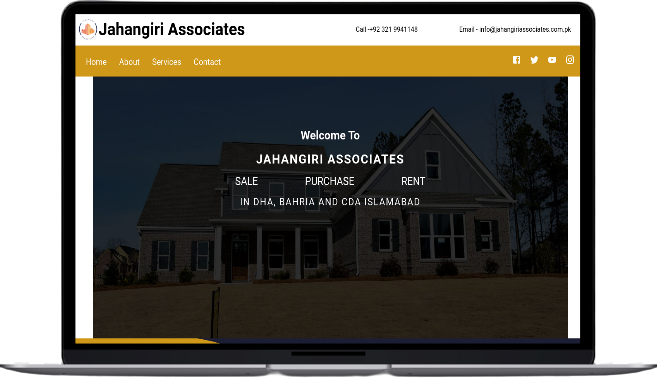 Jahangiri Associates
Call -+92 321 9941148
Email - info@jahangiriassociates.com.pk
Home About Services Contact
Welcome To
JAHANGIRI ASSOCIATES
SALE PURCHASE RENT
IN DHA, BAHRIA AND CDA ISLAMABAD